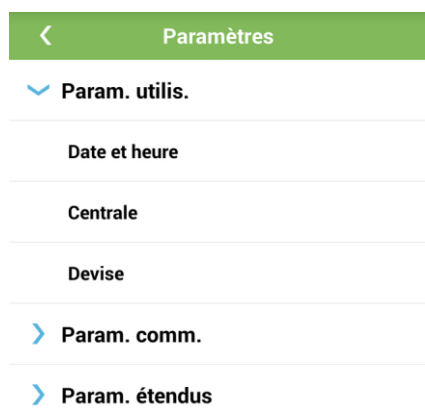 Paramètres
Param. utilis.
Date et heure
Centrale
Devise
Param. comm.
Param. étendus